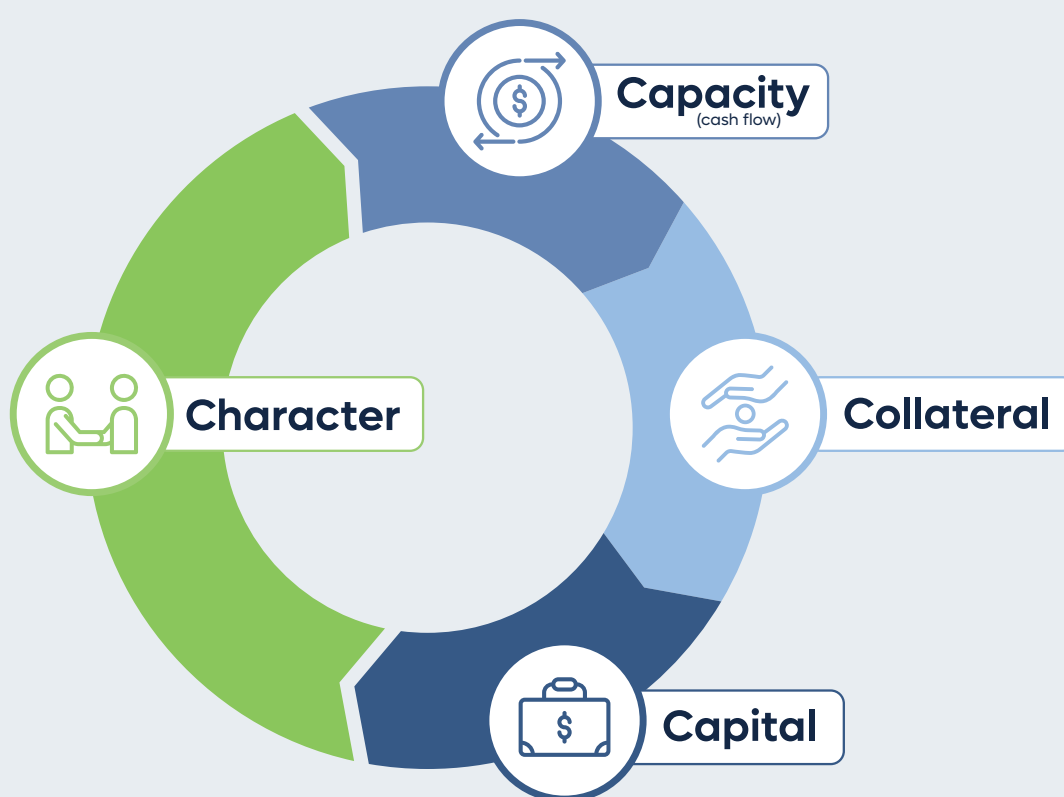 Capacity
(cash flow)
$
Character
Collateral
Capital
$